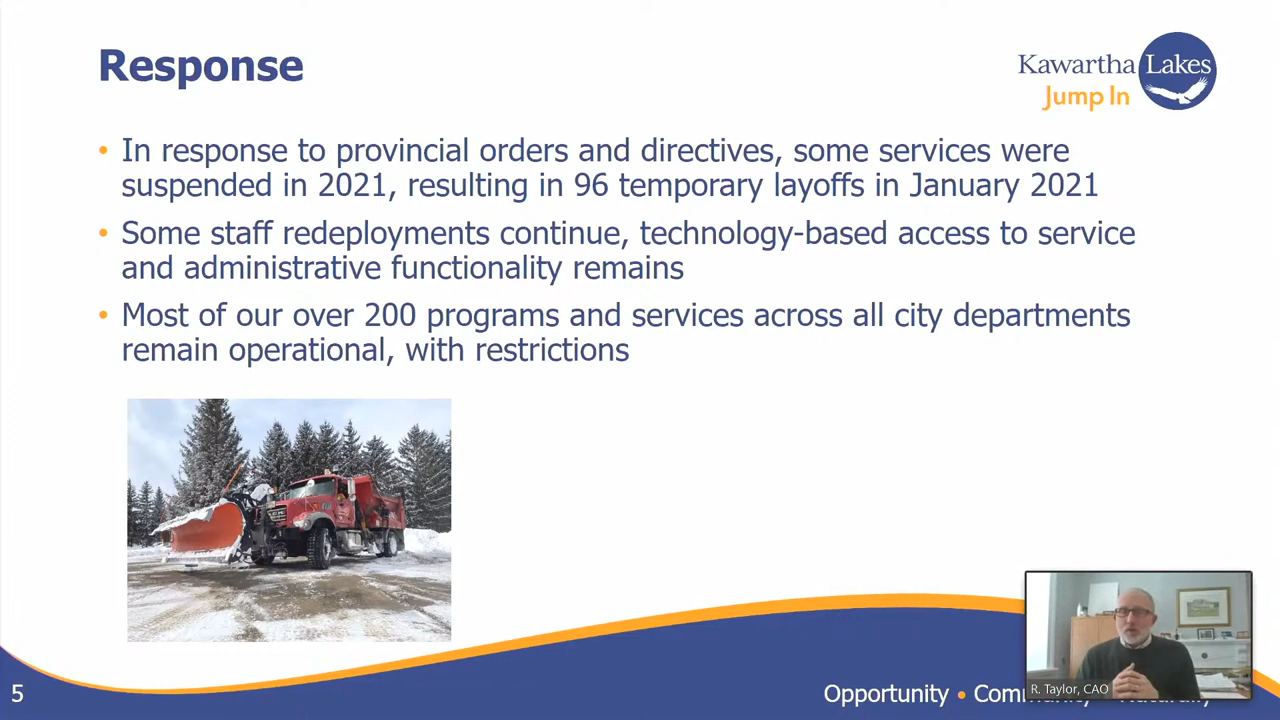 Response
Kawartha Lakes
Jump In
• In response to provincial orders and directives, some services were
suspended in 2021, resulting in 96 temporary layoffs in January 2021
• Some staff redeployments continue, technology-based access to service
and administrative functionality remains
• Most of our over 200 programs and services across all city departments
remain operational, with restrictions
R. Taylor, CAO
5
Opportunity •